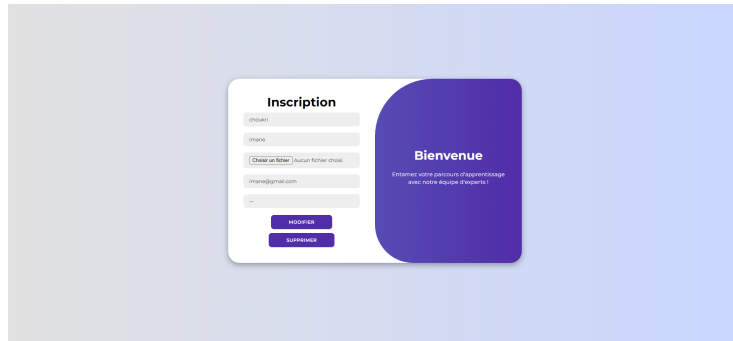 Inscription
choukri
imane
Choisir un fichier Aucun fichier choisi
imane@gmail.com
MODIFIER
SUPPRIMER
Bienvenue
Entamez votre parcours d'apprentissage
avec notre équipe d'experts !